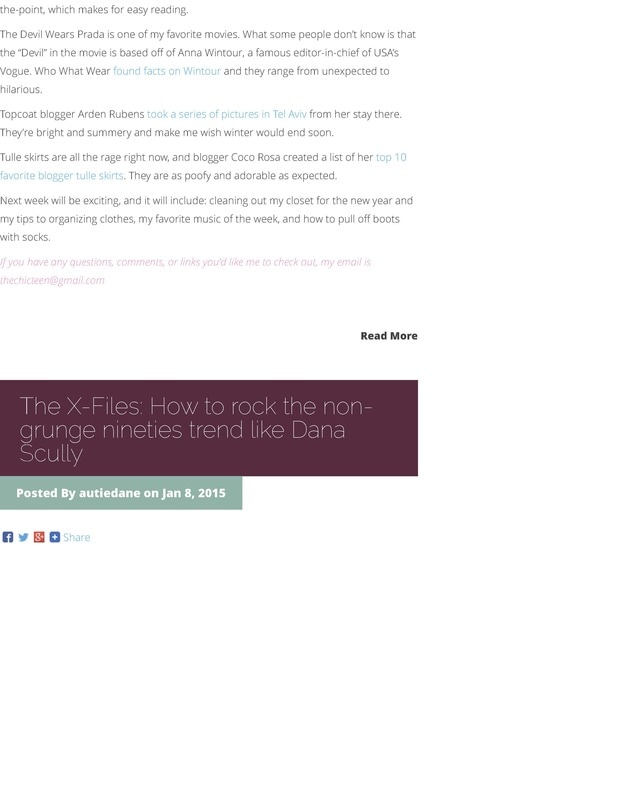 the-point, which makes for easy reading.
The Devil Wears Prada is one of my favorite movies. What some people don’t know is that
the “Devil” in the movie is based off of Anna Wintour, a famous editor-in-chief of USA’s
Vogue. Who What Wear found facts on Wintour and they range from unexpected to
hilarious.
Topcoat blogger Arden Rubens took a series of pictures in Tel Aviv from her stay there.
They’re bright and summery and make me wish winter would end soon.
Tulle skirts are all the rage right now, and blogger Coco Rosa created a list of her top 10
favorite blogger tulle skirts. They are as poofy and adorable as expected.
Next week will be exciting, and it will include: cleaning out my closet for the new year and
my tips to organizing clothes, my favorite music of the week, and how to pull off boots
with socks.
If you have any questions, comments, or links you’d like me to check out, my email is
thechicteen@gmail.com
Read More
The X-Files: How to rock the non-
grunge nineties trend like Dana
Scully
Posted By autiedane on Jan 8, 2015
Share